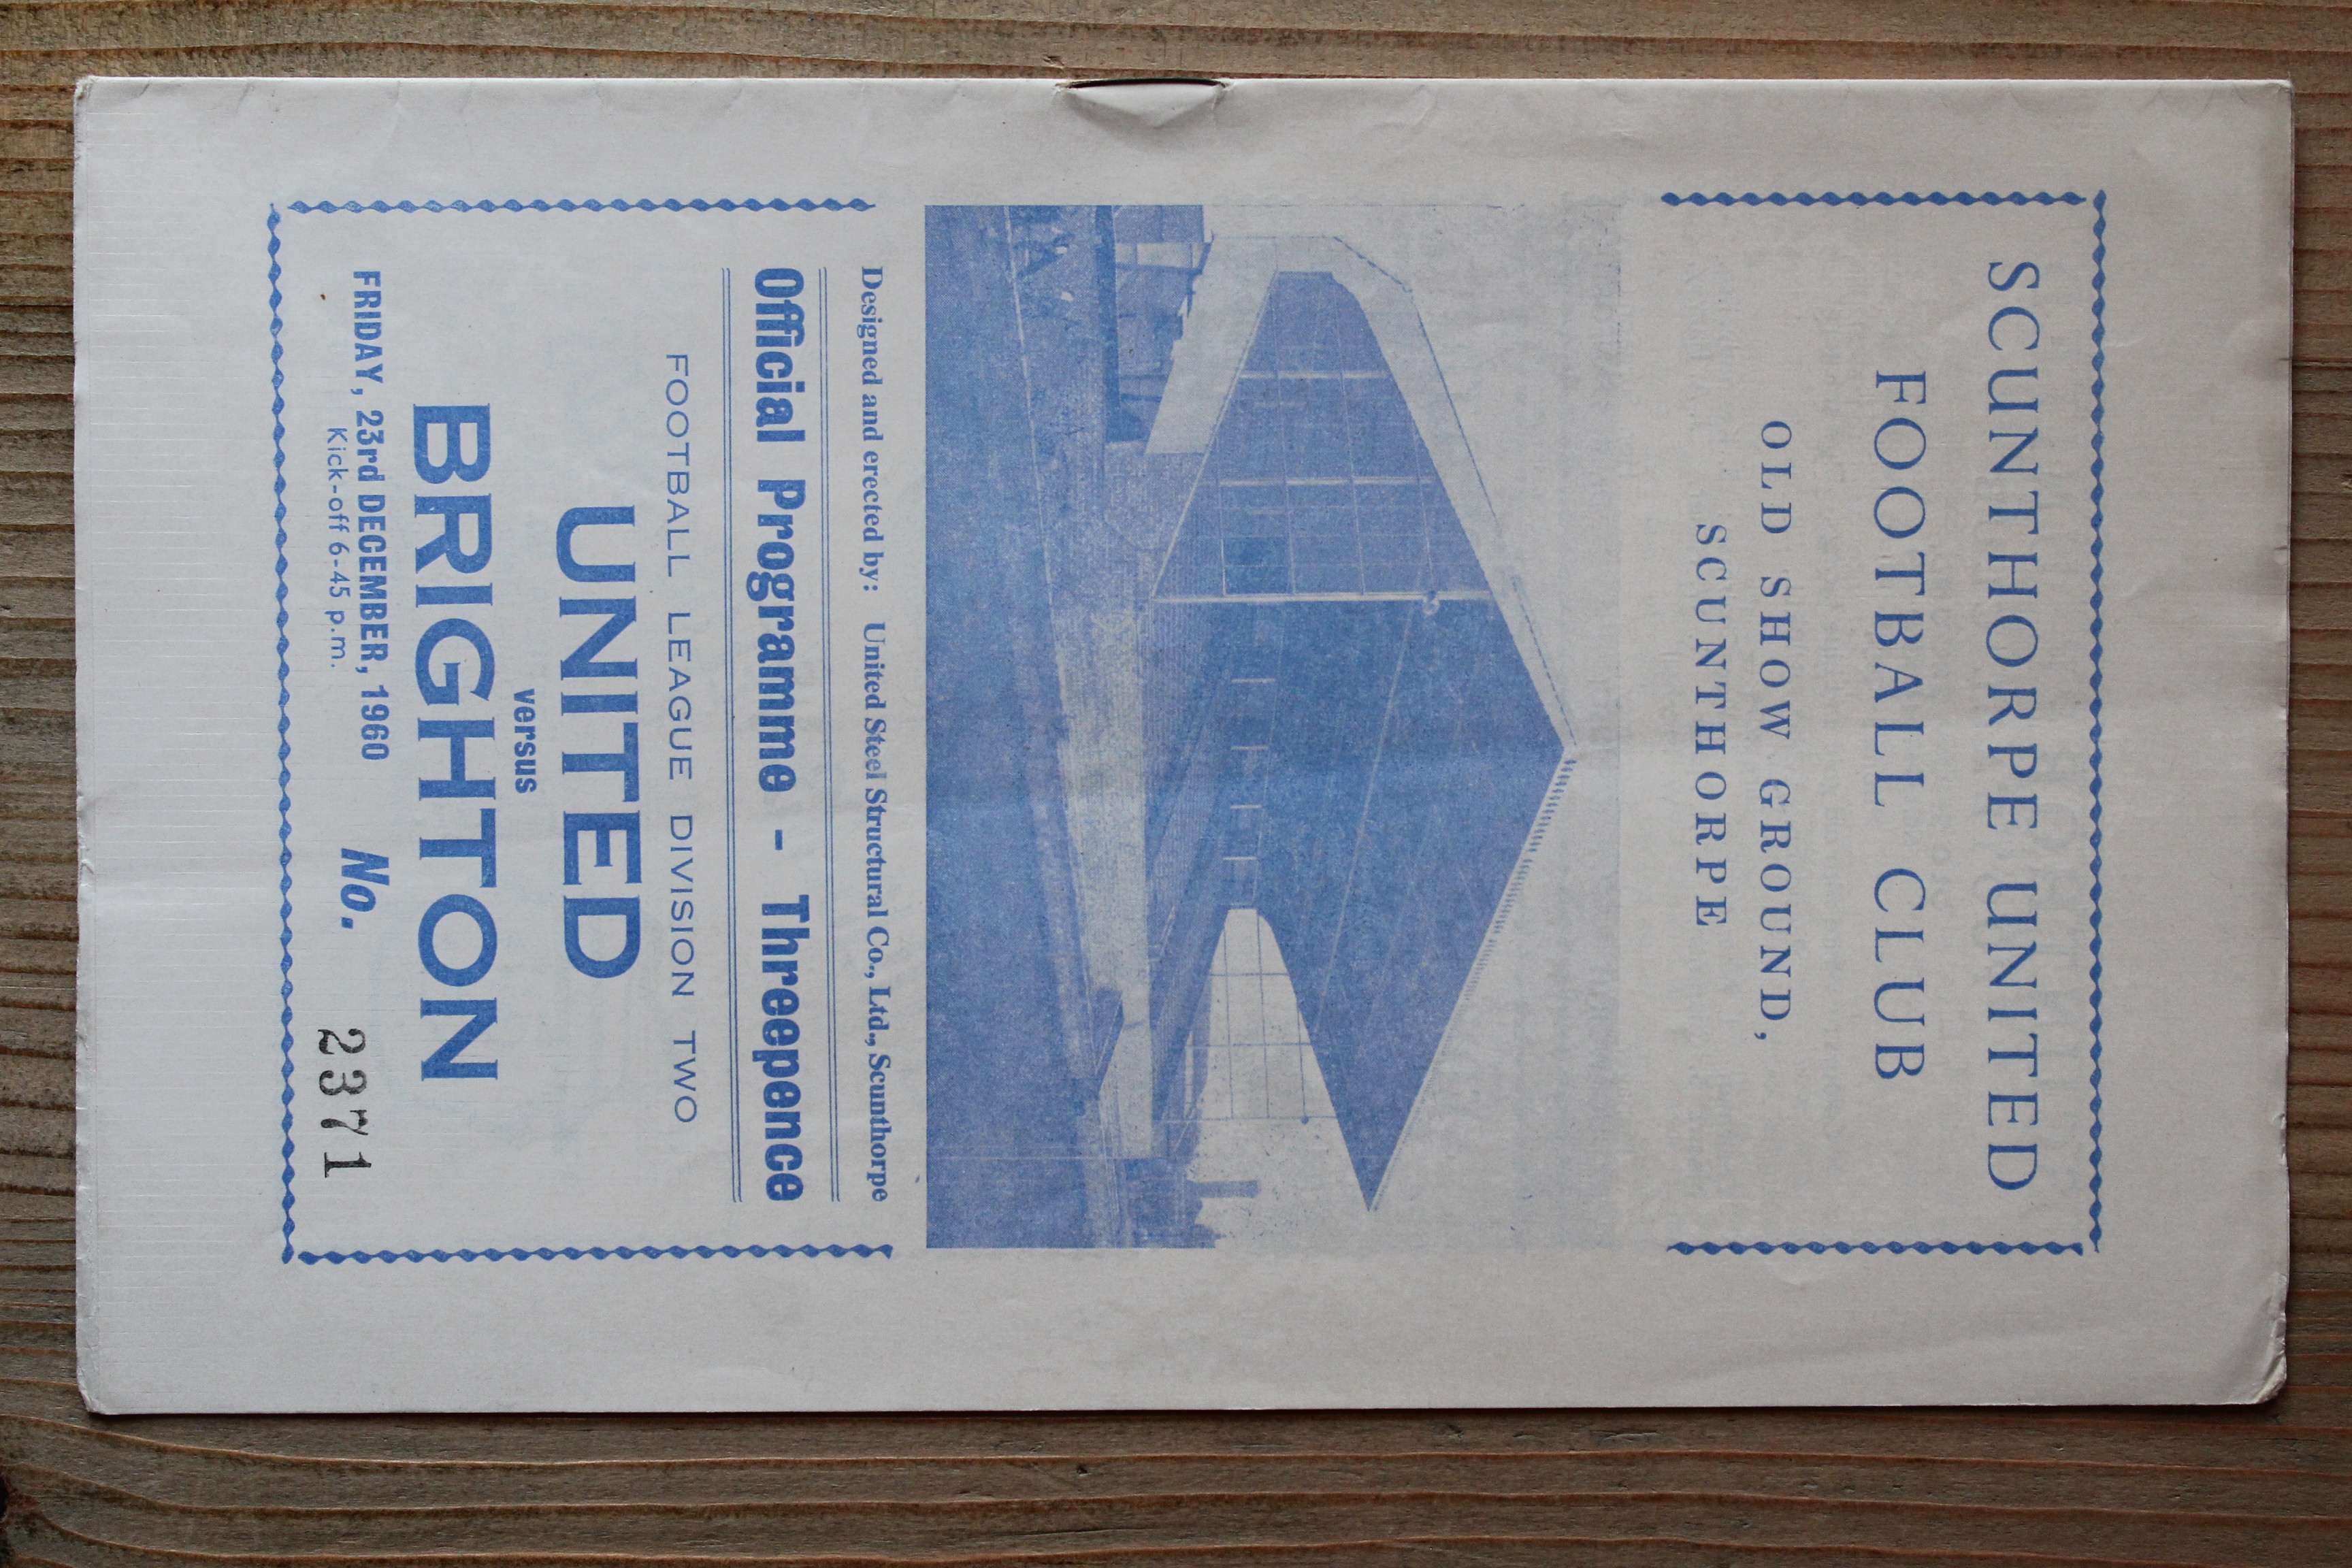 SCUNTHORPE UNITED
FOOTBALL CLUB
OLD SHOW GROUND,
SCUNTHORPE
Designed and erected by: United Steel Structural Co., Ltd., Scunthorpe
Official Programme - Threepence
FOOTBALL LEAGUE DIVISION TWO
UNITED
versus
BRIGHTON
FRIDAY, 23rd DECEMBER, 1960 No. 2371
Kick-off 6-45 p.m.